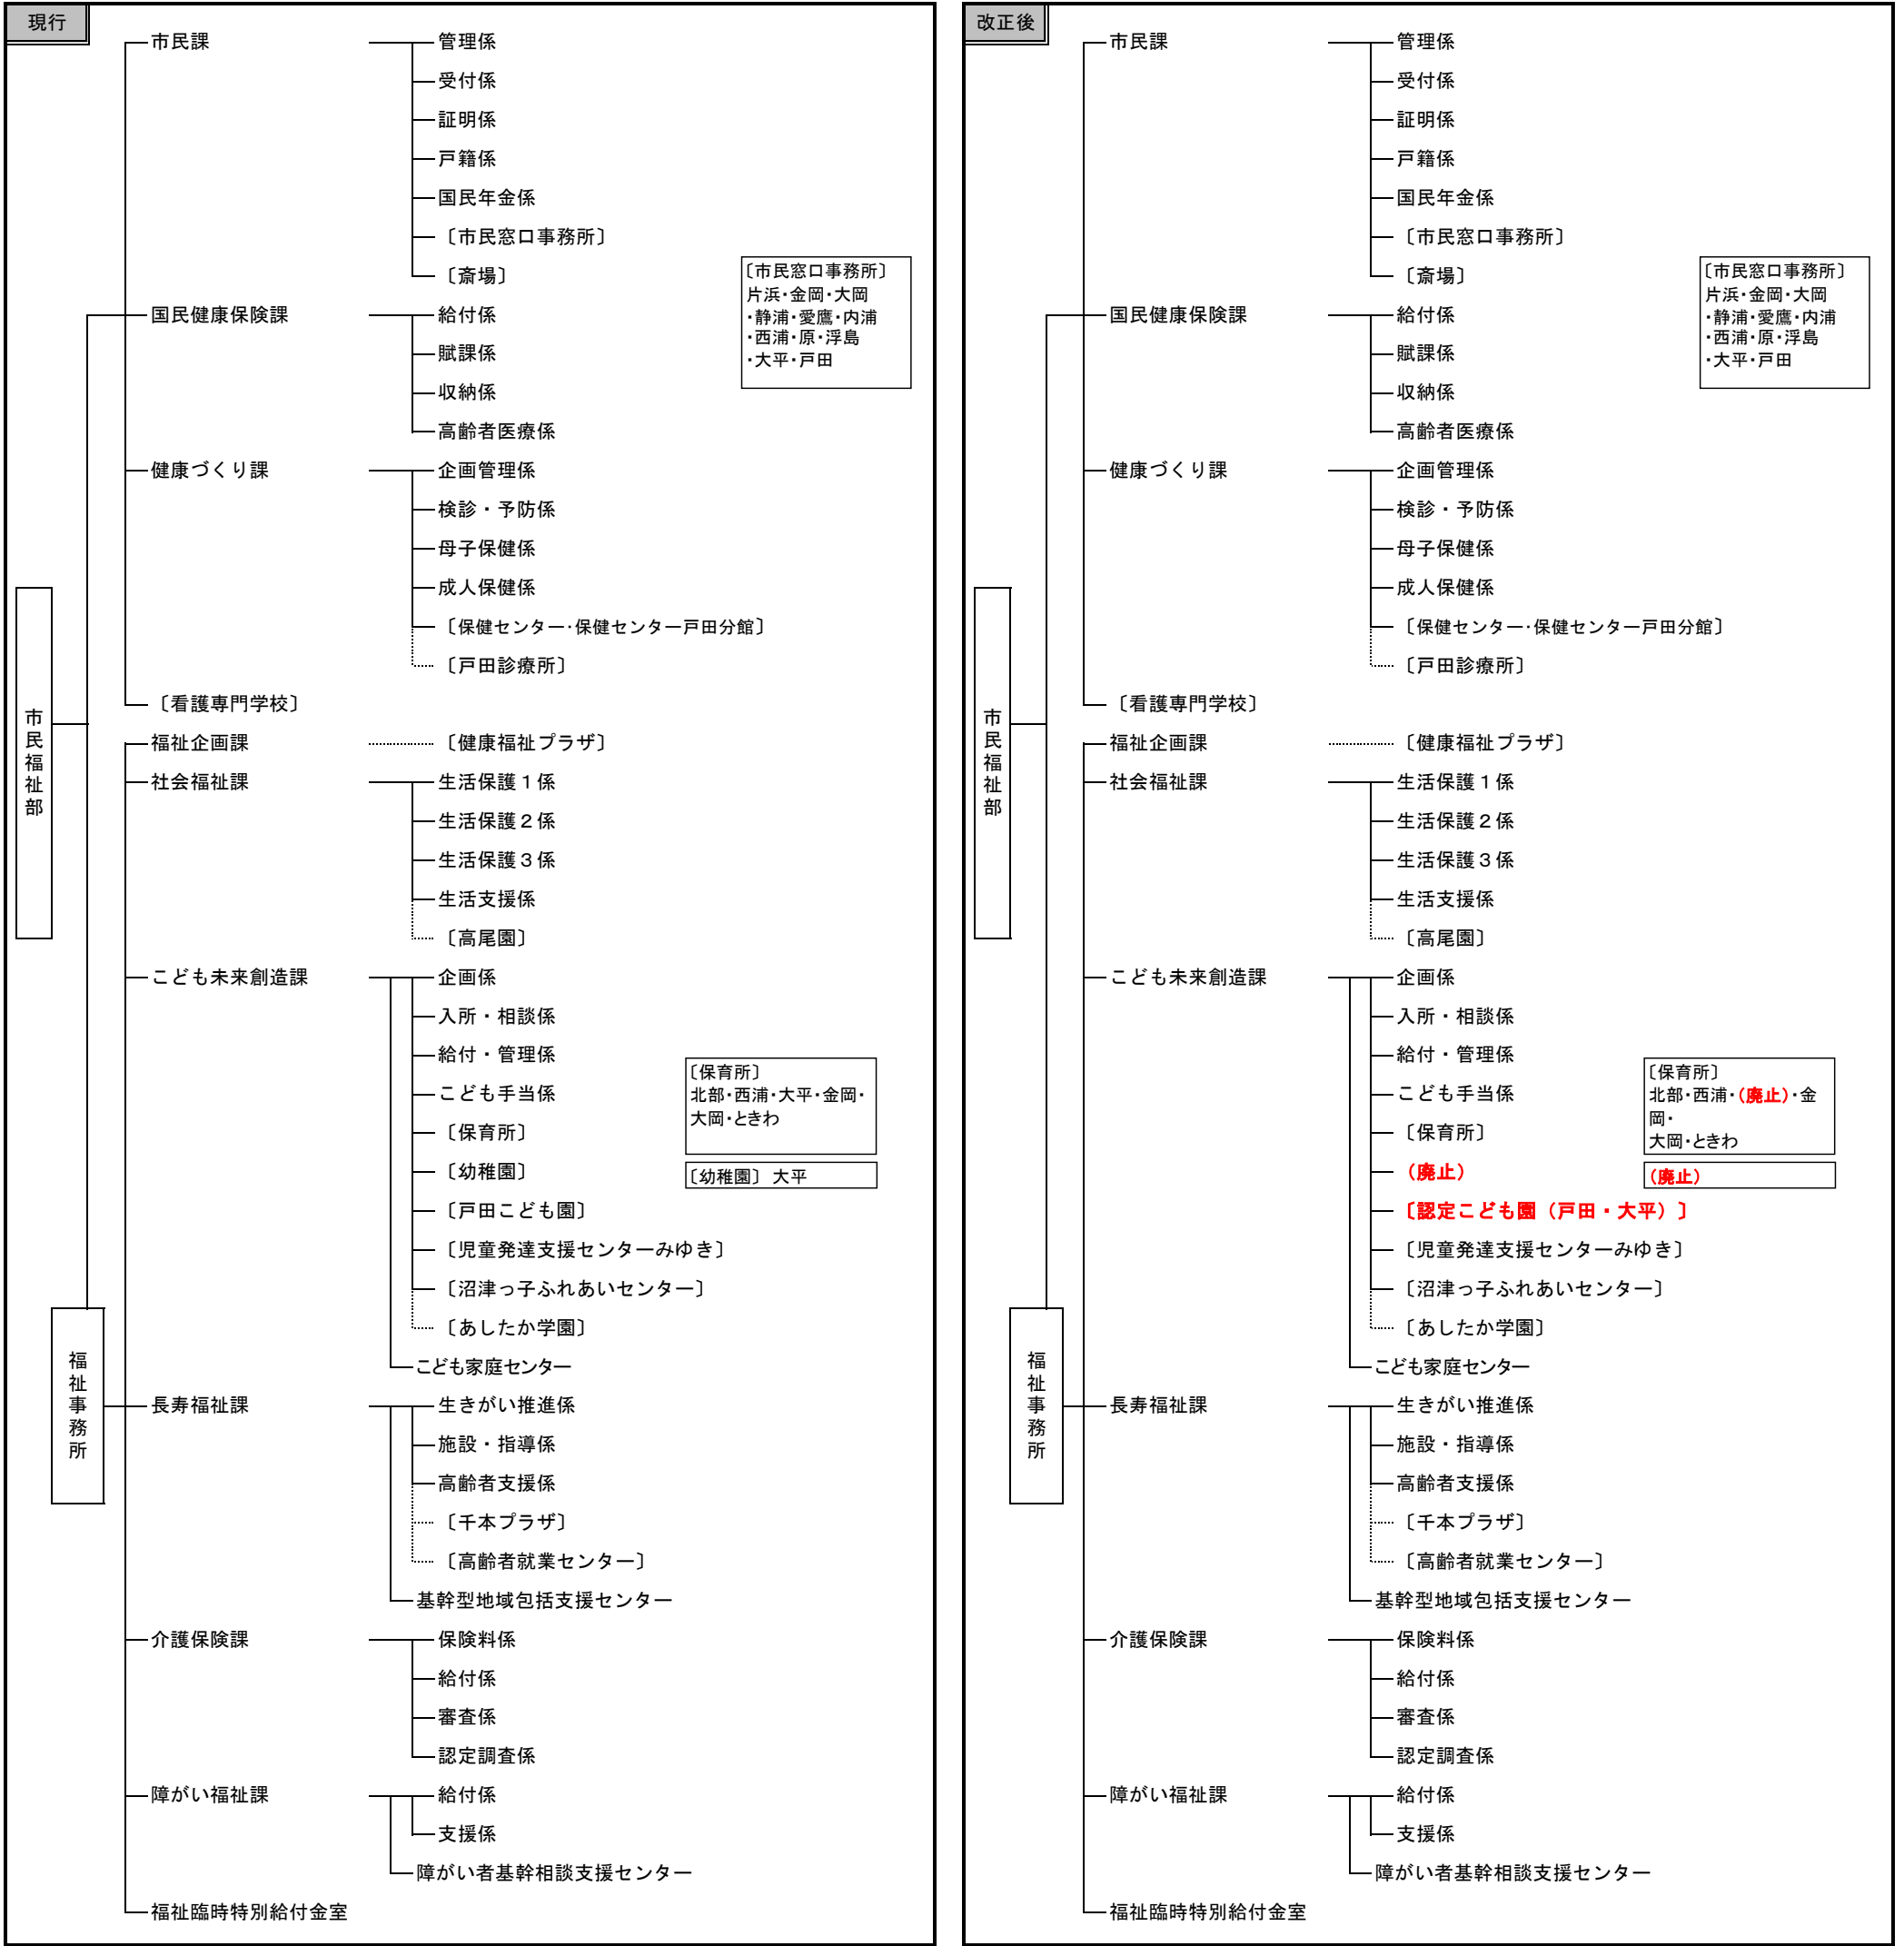 現行
市民課
管理係
受付係
証明係
戸籍係
国民年金係
〔市民窓口事務所〕
〔斎場〕
〔市民窓口事務所〕
片浜・金岡・大岡
・静浦・愛鷹・内浦
・西浦・原・浮島
・大平・戸田
国民健康保険課
給付係
賦課係
収納係
高齢者医療係
健康づくり課
企画管理係
検診・予防係
母子保健係
成人保健係
〔保健センター・保健センター戸田分館〕
〔戸田診療所〕
〔看護専門学校〕
市民福祉部
福祉企画課
〔健康福祉プラザ〕
社会福祉課
生活保護１係
生活保護２係
生活保護３係
生活支援係
〔高尾園〕
こども未来創造課
企画係
入所・相談係
給付・管理係
こども手当係
〔保育所〕
〔幼稚園〕
〔戸田こども園〕
〔児童発達支援センターみゆき〕
〔沼津っ子ふれあいセンター〕
〔あしたか学園〕
こども家庭センター
〔保育所〕
北部・西浦・大平・金岡・
大岡・ときわ
〔幼稚園〕 大平
福祉事務所
長寿福祉課
生きがい推進係
施設・指導係
高齢者支援係
〔千本プラザ〕
〔高齢者就業センター〕
基幹型地域包括支援センター
介護保険課
保険料係
給付係
審査係
認定調査係
障がい福祉課
給付係
支援係
障がい者基幹相談支援センター
福祉臨時特別給付金室
改正後
市民課
管理係
受付係
証明係
戸籍係
国民年金係
〔市民窓口事務所〕
〔斎場〕
〔市民窓口事務所〕
片浜・金岡・大岡
・静浦・愛鷹・内浦
・西浦・原・浮島
・大平・戸田
国民健康保険課
給付係
賦課係
収納係
高齢者医療係
健康づくり課
企画管理係
検診・予防係
母子保健係
成人保健係
〔保健センター・保健センター戸田分館〕
〔戸田診療所〕
〔看護専門学校〕
市民福祉部
福祉企画課
〔健康福祉プラザ〕
社会福祉課
生活保護１係
生活保護２係
生活保護３係
生活支援係
〔高尾園〕
こども未来創造課
企画係
入所・相談係
給付・管理係
こども手当係
〔保育所〕
（廃止）
〔認定こども園（戸田・大平）〕
〔児童発達支援センターみゆき〕
〔沼津っ子ふれあいセンター〕
〔あしたか学園〕
こども家庭センター
〔保育所〕
北部・西浦・（廃止）・金
岡・
大岡・ときわ
（廃止）
福祉事務所
長寿福祉課
生きがい推進係
施設・指導係
高齢者支援係
〔千本プラザ〕
〔高齢者就業センター〕
基幹型地域包括支援センター
介護保険課
保険料係
給付係
審査係
認定調査係
障がい福祉課
給付係
支援係
障がい者基幹相談支援センター
福祉臨時特別給付金室